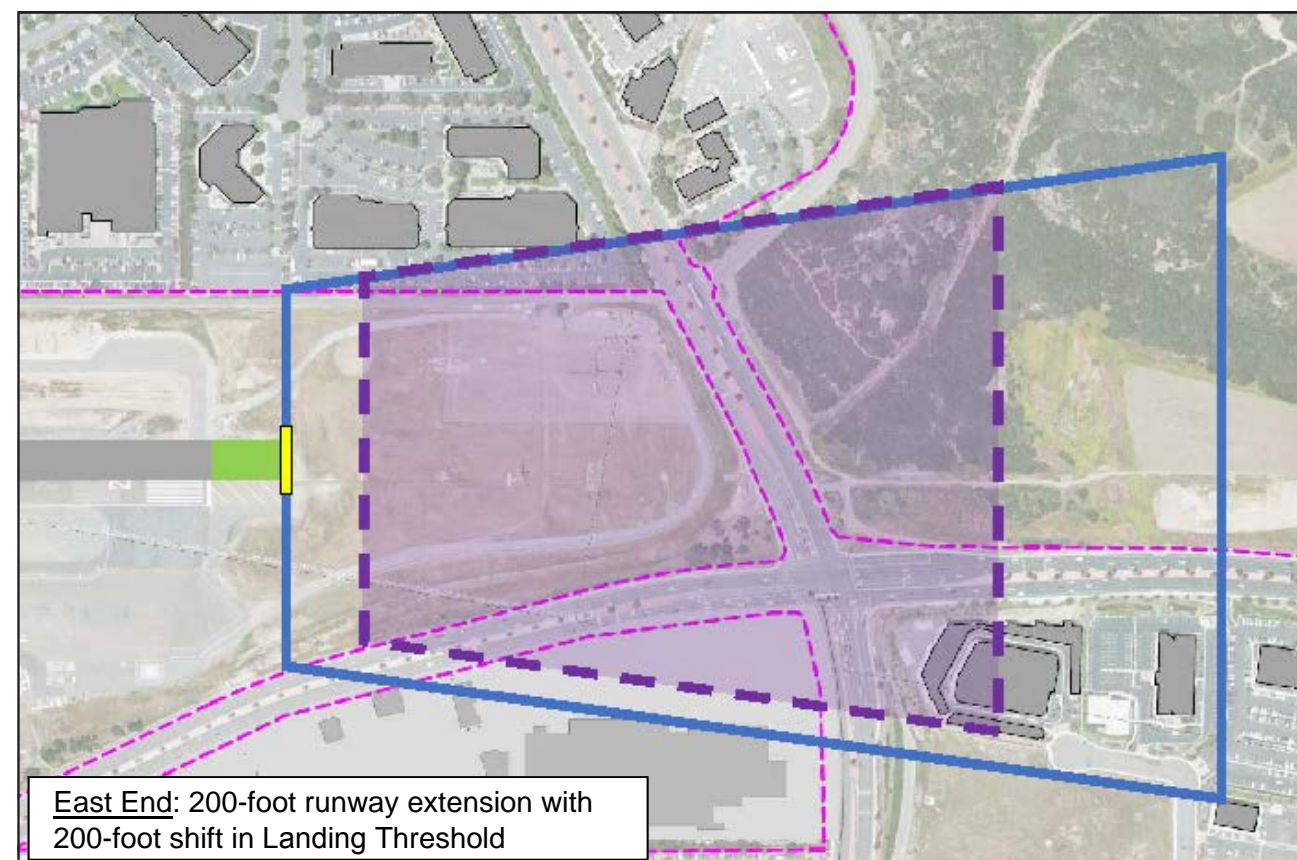 East End: 200-foot runway extension with
200-foot shift in Landing Threshold